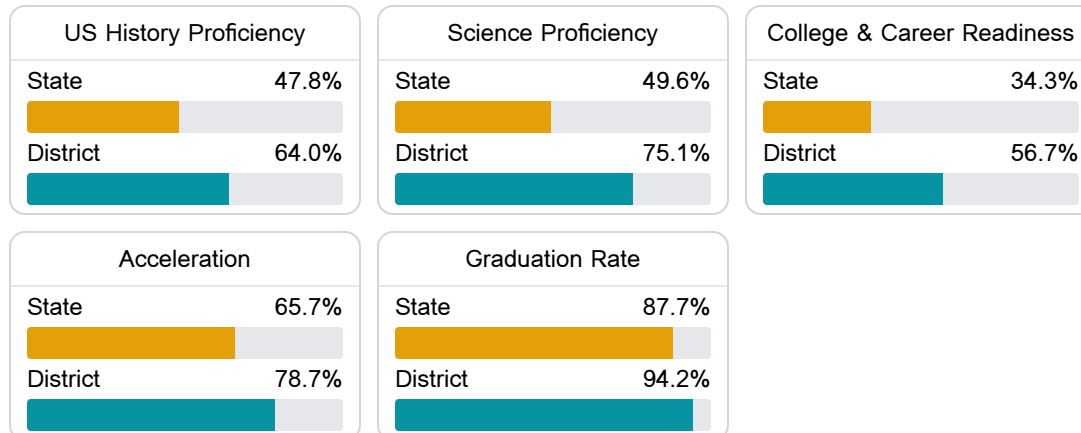 US History Proficiency
State 47.8%
District 64.0%
Science Proficiency
State 49.6%
District 75.1%
College & Career Readiness
State 34.3%
District 56.7%
Acceleration
State 65.7%
District 78.7%
Graduation Rate
State 87.7%
District 94.2%